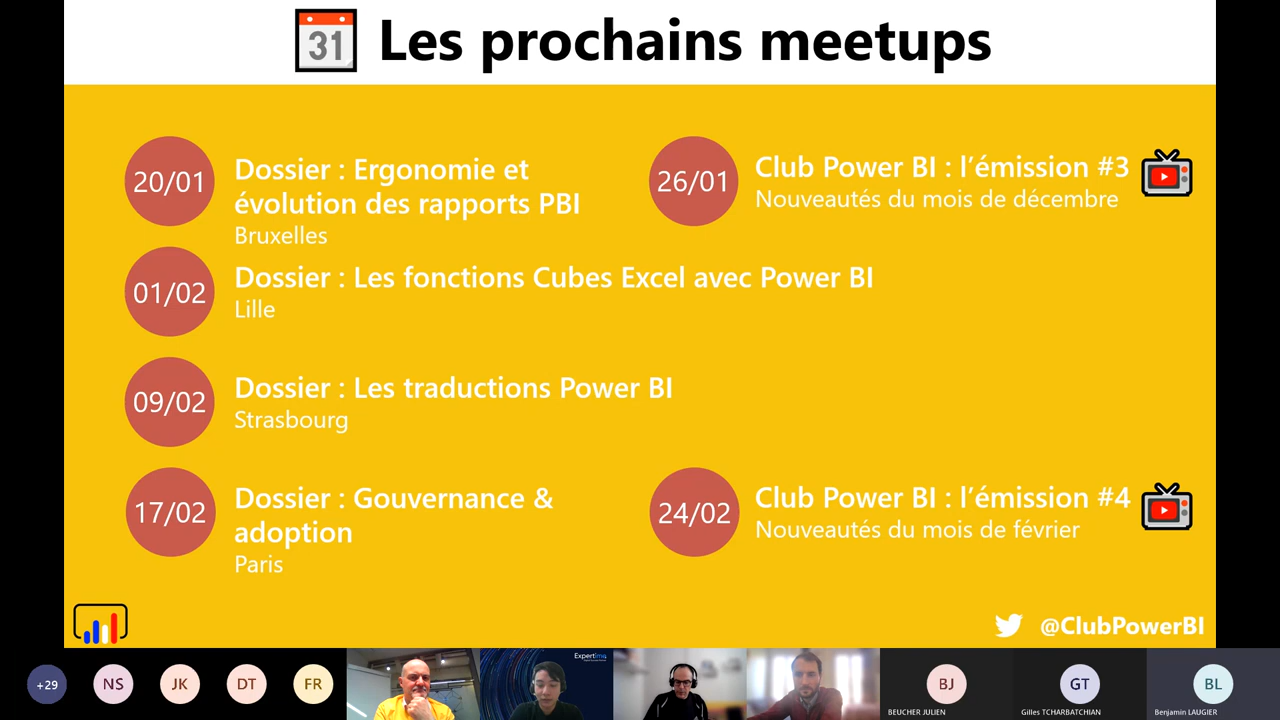 31 Les prochains meetups
20/01
Dossier : Ergonomie et
évolution des rapports PBI
Bruxelles
26/01
Club Power BI : l’émission #3
Nouveautés du mois de décembre
01/02
Dossier : Les fonctions Cubes Excel avec Power BI
Lille
09/02
Dossier : Les traductions Power BI
Strasbourg
17/02
Dossier : Gouvernance &
adoption
Paris
24/02
Club Power BI : l’émission #4
Nouveautés du mois de février
@ClubPowerBI
+29
NS
JK
DT
FR
Expertime
BJ
BEUCHER JULIEN
GT
Gilles TCHARBATCHIAN
BL
Benjamin LAUGIER